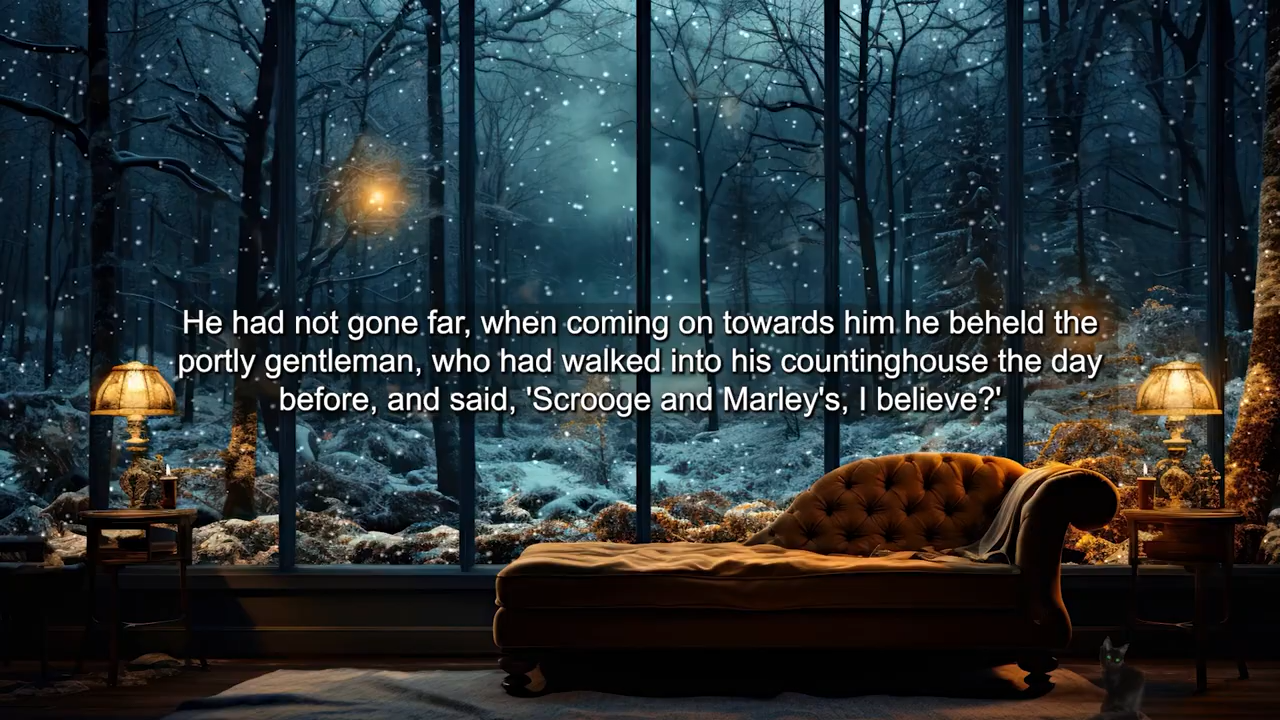 He had not gone far, when coming on towards him he beheld the
portly gentleman, who had walked into his countinghouse the day
before, and said, 'Scrooge and Marley's, I believe?'